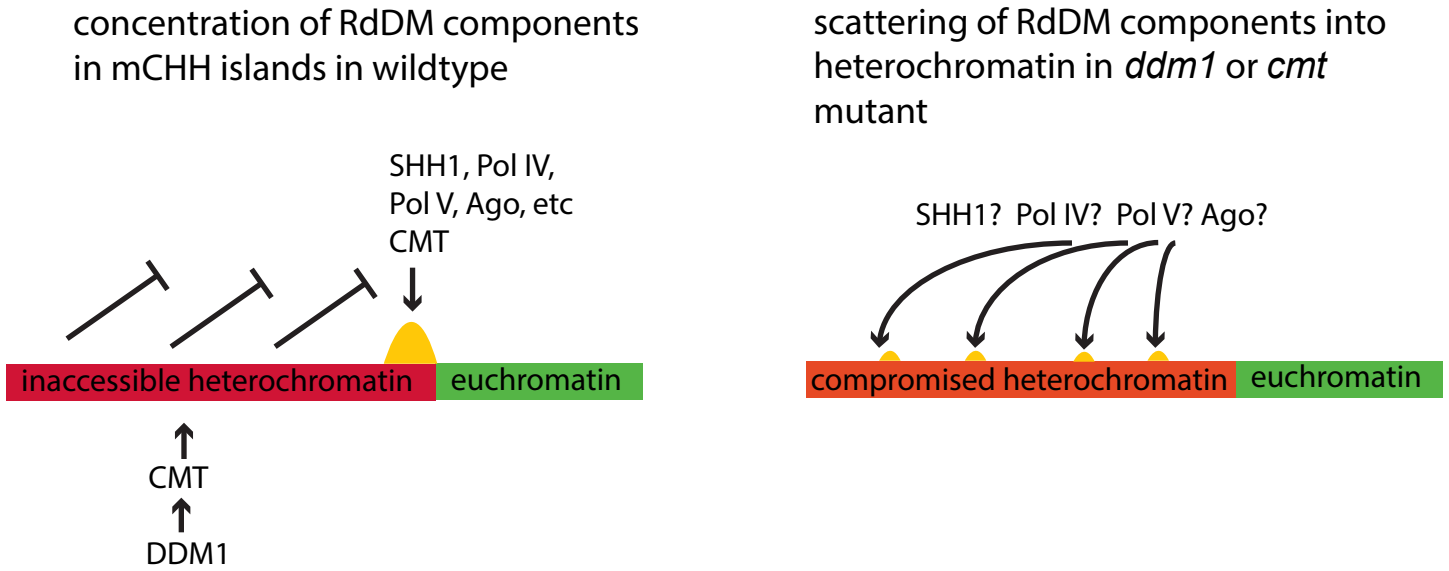 concentration of RdDM components
in mCHH islands in wildtype
SHH1, Pol IV,
Pol V, Ago, etc
CMT
inaccessible heterochromatin
euchromatin
CMT
DDM1
scattering of RdDM components into
heterochromatin in ddm1 or cmt
mutant
SHH1? Pol IV? Pol V? Ago?
compromised heterochromatin
euchromatin